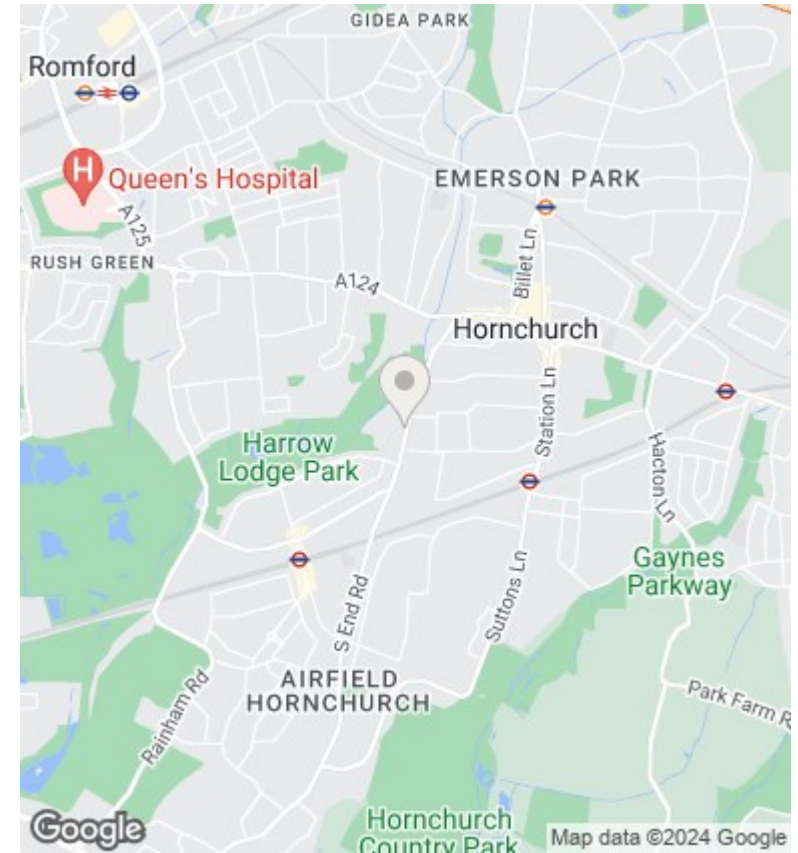 GIDEA PARK
Romford
Queen's Hospital
H
EMERSON PARK
A125
RUSH GREEN
Billet Ln
A124
Hornchurch
Station Ln
Harrow
Lodge Park
Hacton Ln
Gaynes
Parkway
S End Rd
Suttons Ln
AIRFIELD
HORNCHURCH
Rainham Rd
Park Farm R
Hornchurch
Country Park
Google
Map data ©2024 Google